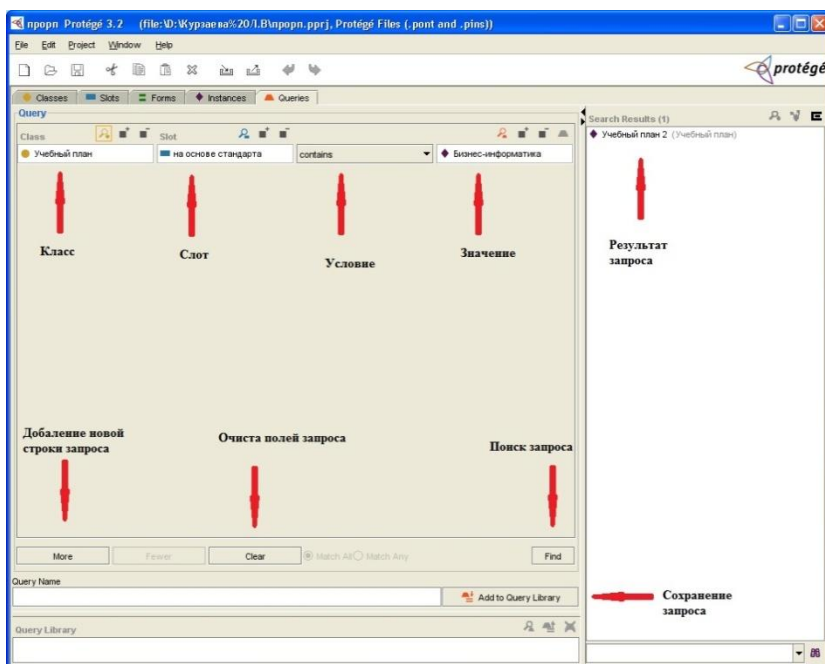 пропн Protégé 3.2 (file:\D:\Курзаева%20Л.В\пропн.pprj, Protégé Files (.pont and .pins))
File Edit Project Window Help
protégé
Classes Slots Forms Instances Queries
Query
Class Slot
Учебный план на основе стандарта contains Бизнес-информатика
Класс
Слот
Условие
Значение
Search Results (1)
Учебный план 2 (Учебный план)
Результат
запроса
Добаление новой
строки запроса
Очиста полей запроса
Поиск запроса
More Fewer Clear Match All Match Any Find
Query Name
Add to Query Library
Сохранение
запроса
Query Library